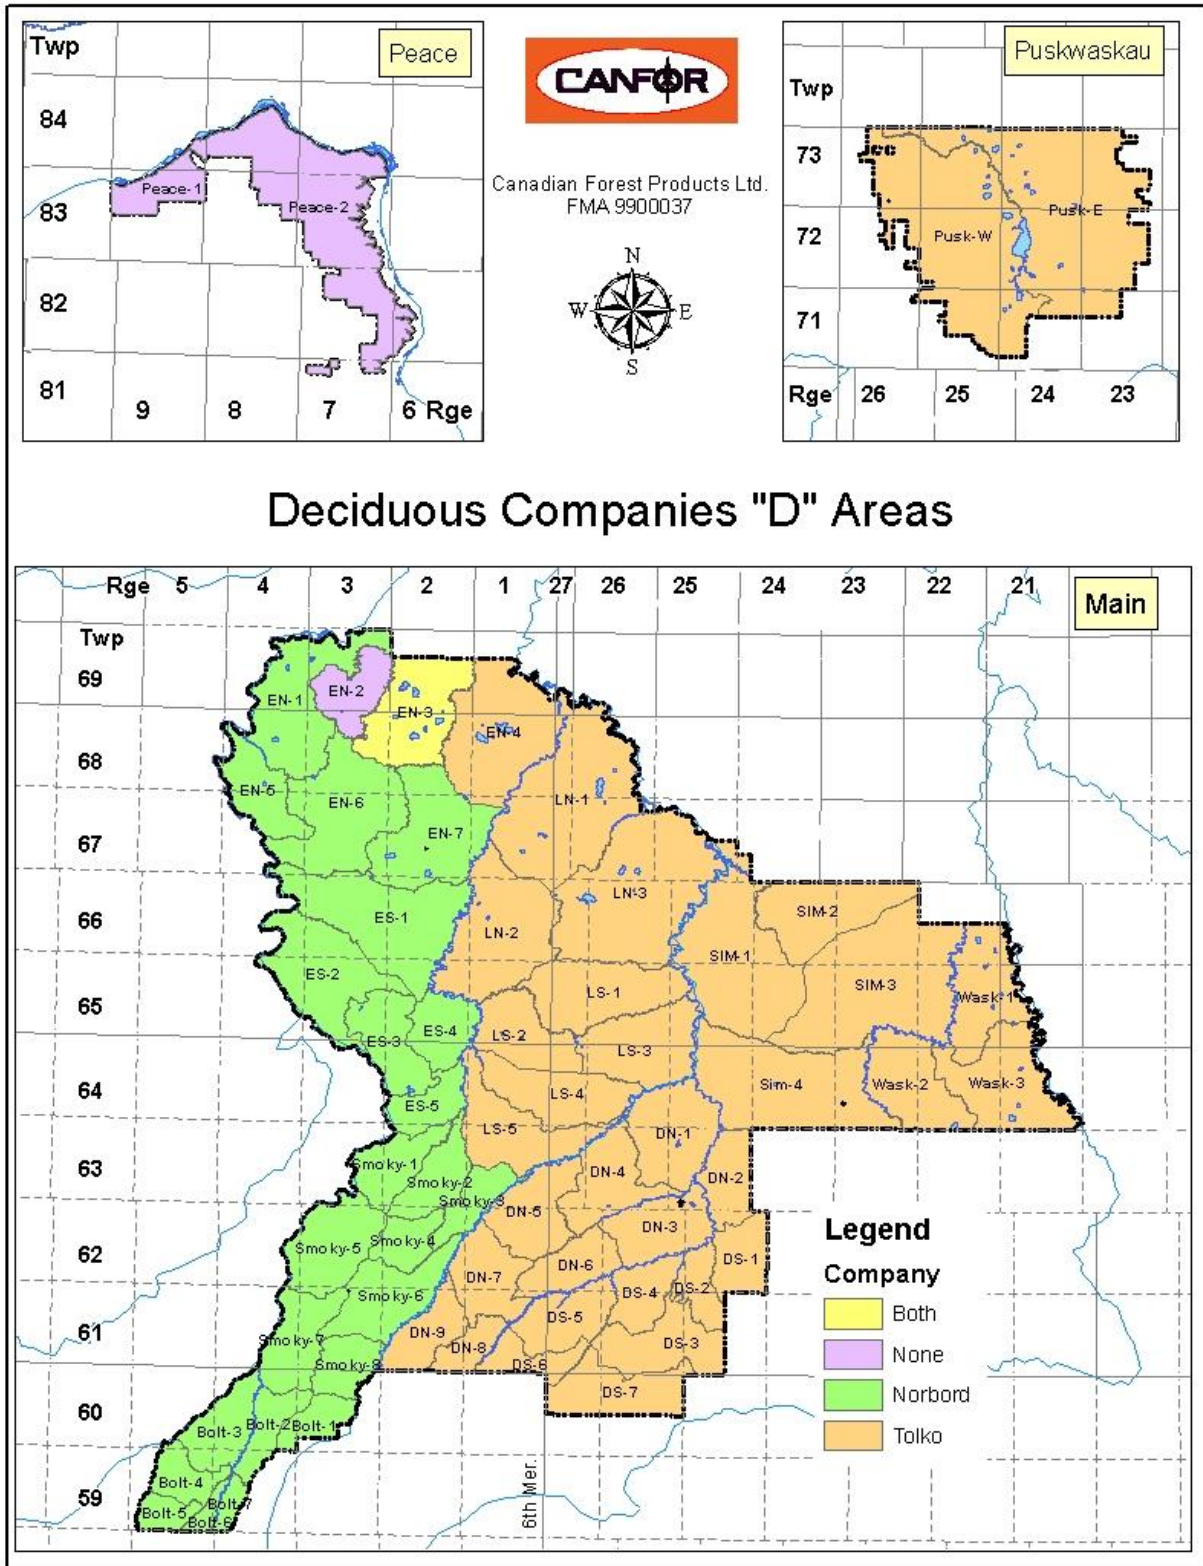 Twp
Peace
84
83
82
81
Peace-1
Peace-2
9 8 7 6 Rge
CANFOR
Canadian Forest Products Ltd.
FMA 9900037
N
W E
S
Puskwaskau
Twp
73
72
71
Pusk-W
Pusk-E
Rge 26 25 24 23
Deciduous Companies "D" Areas
Rge 5 4 3 2 1 27 26 25 24 23 22 21
Main
Twp
69
68
67
66
65
64
63
62
61
60
59
EN-1
EN-2
EN-3
EN-4
EN-5
EN-6
LN-1
EN-7
LN-3
ES-1
LN-2
SIM-2
SIM-1
ES-2
LS-1
SIM-3
Wask-1
ES-4
LS-2
ES-3
LS-3
Sim-4
Wask-2
Wask-3
LS-4
ES-5
LS-5
DN-1
Smoky-1
Smoky-2
Smoky-3
DN-4
DN-2
DN-5
DN-3
Smoky-5
Smoky-4
DN-6
DS-1
DN-7
Smoky-6
DS-4
DS-2
DS-5
Smoky-7
DN-9
DN-8
DS-3
Smoky-8
DS-6
DS-7
Bolt-3
Bolt-2
Bolt-1
Bolt-4
Bolt-7
Bolt-5
Bolt-6
6th Mer.
Legend
Company
Both
None
Norbord
Tolko